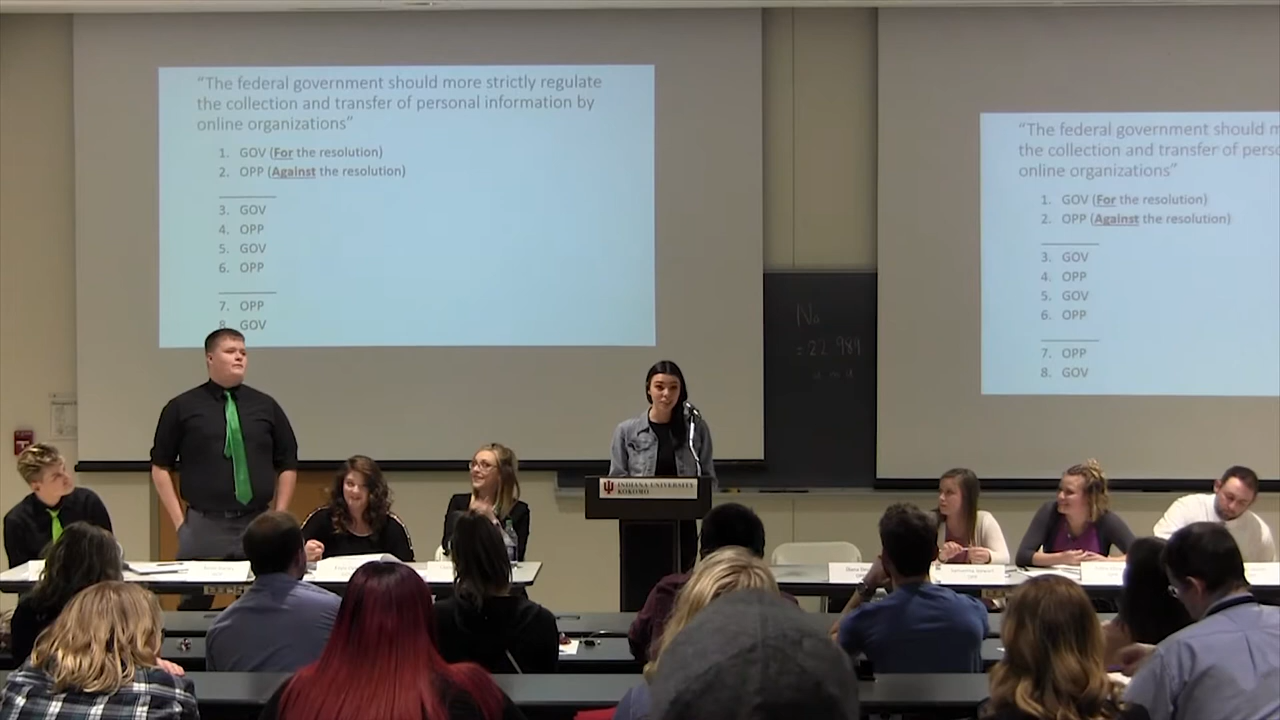 “The federal government should more strictly regulate
the collection and transfer of personal information by
online organizations”
1. GOV (For the resolution)
2. OPP (Against the resolution)
3. GOV
4. OPP
5. GOV
6. OPP
7. OPP
8. GOV
“The federal government should m
the collection and transfer of perso
online organizations”
1. GOV (For the resolution)
2. OPP (Against the resolution)
3. GOV
4. OPP
5. GOV
6. OPP
7. OPP
8. GOV
Na
= 22.989
INDIANA UNIVERSITY
KOKOMO